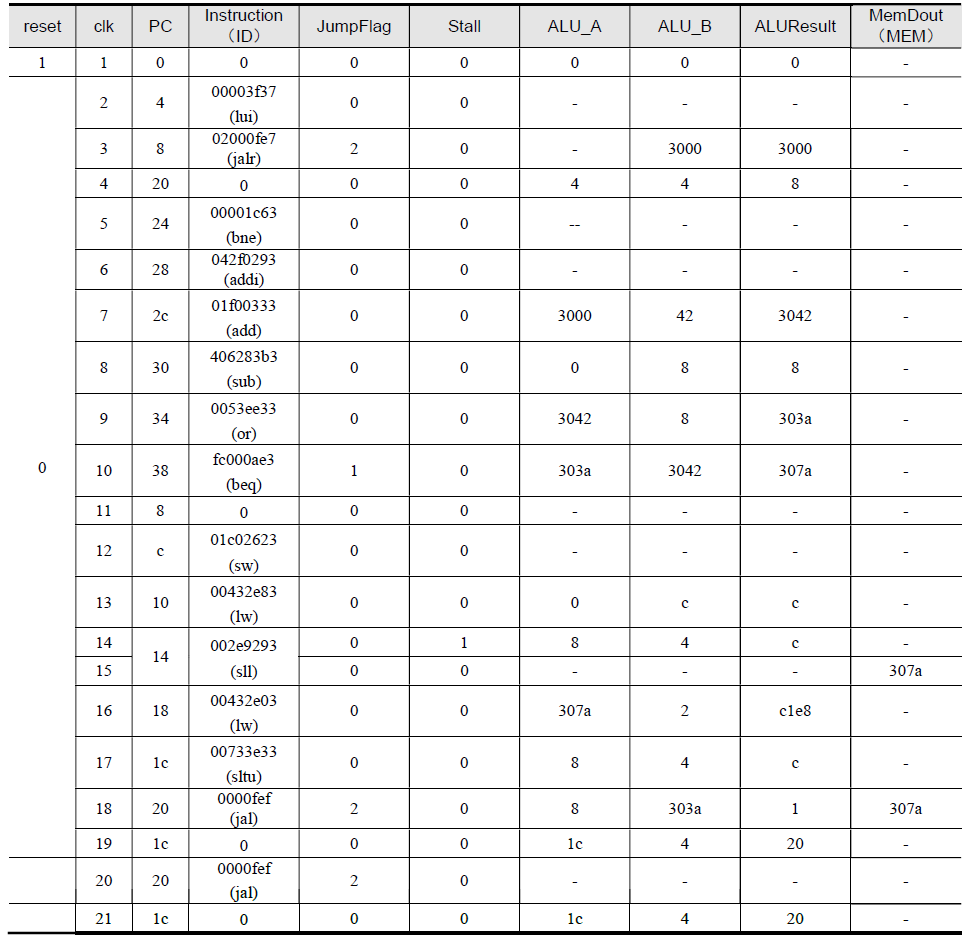 reset clk PC Instruction (ID) JumpFlag Stall ALU_A ALU_B ALUResult MemDout (MEM)
1 1 0 0 0 0 0 0 0 -
2 4 00003f37 (lui) 0 0 - - - -
3 8 02000fe7 (jalr) 2 0 - 3000 3000 -
4 20 0 0 0 4 4 8 -
5 24 00001c63 (bne) 0 0 -- - - -
6 28 042f0293 (addi) 0 0 - - - -
7 2c 01f00333 (add) 0 0 3000 42 3042 -
8 30 406283b3 (sub) 0 0 0 8 8 -
9 34 0053ee33 (or) 0 0 3042 8 303a -
0 10 38 fc000ae3 (beq) 1 0 303a 3042 307a -
11 8 0 0 0 - - - -
12 c 01c02623 (sw) 0 0 - - - -
13 10 00432e83 (lw) 0 0 0 c c -
14 14 002e9293 (sll) 0 1 8 4 c -
15 0 0 - - - 307a
16 18 00432e03 (lw) 0 0 307a 2 c1e8 -
17 1c 00733e33 (sltu) 0 0 8 4 c -
18 20 0000fef (jal) 2 0 8 303a 1 307a
19 1c 0 0 0 1c 4 20 -
20 20 0000fef (jal) 2 0 - - - -
21 1c 0 0 0 1c 4 20 -